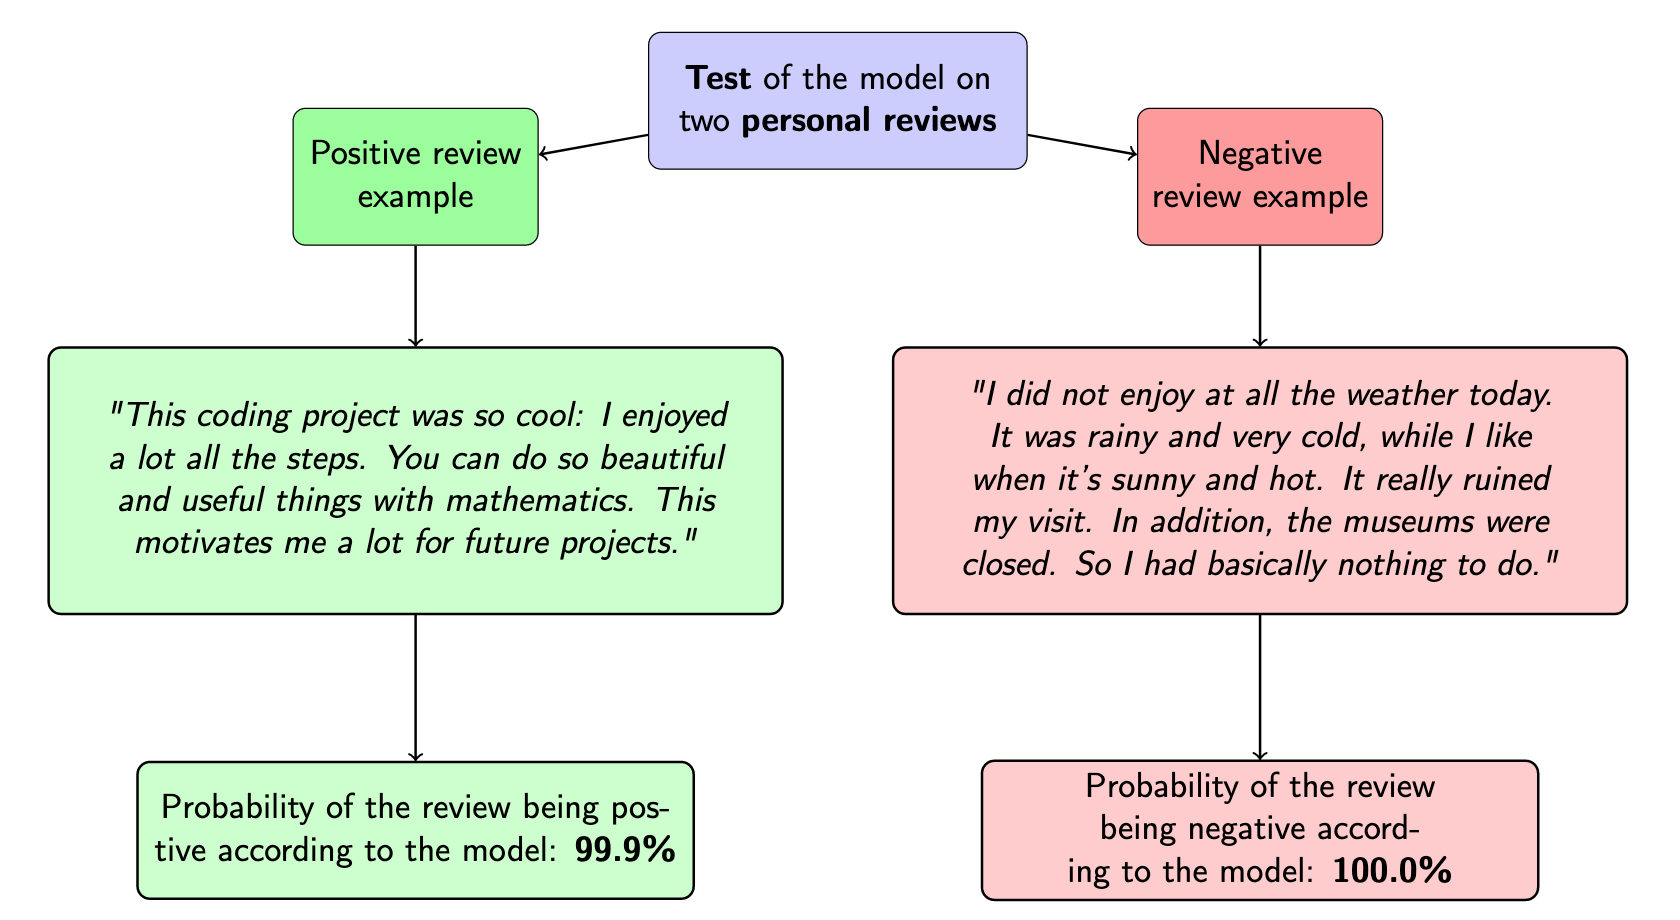 Test of the model on
two personal reviews
Positive review
example
Negative
review example
"This coding project was so cool: I enjoyed
a lot all the steps. You can do so beautiful
and useful things with mathematics. This
motivates me a lot for future projects."
"I did not enjoy at all the weather today.
It was rainy and very cold, while I like
when it's sunny and hot. It really ruined
my visit. In addition, the museums were
closed. So I had basically nothing to do."
Probability of the review being pos-
tive according to the model: 99.9%
Probability of the review
being negative accord-
ing to the model: 100.0%